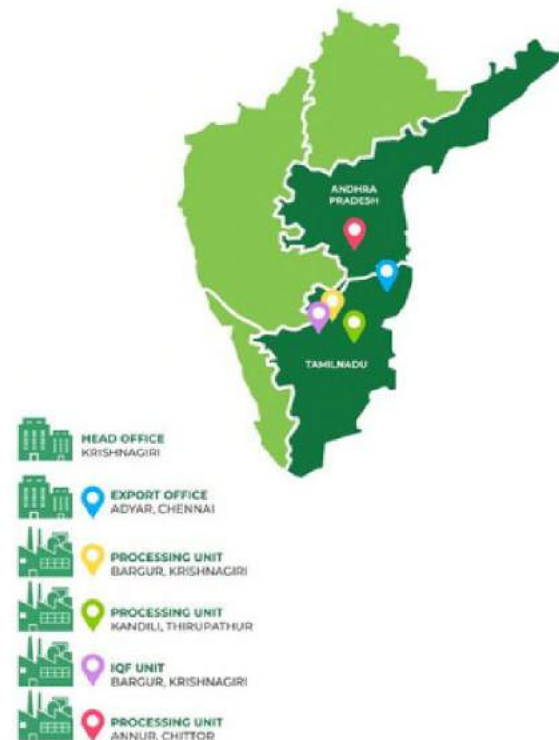 ANDHRA
PRADESH
TAMILNADU
HEAD OFFICE
KRISHNAGIRI
EXPORT OFFICE
ADYAR, CHENNAI
PROCESSING UNIT
BARGUR, KRISHNAGIRI
PROCESSING UNIT
KANDILI, THIRUPATHUR
IQF UNIT
BARGUR, KRISHNAGIRI
PROCESSING UNIT
ANNUR, CHITTOR